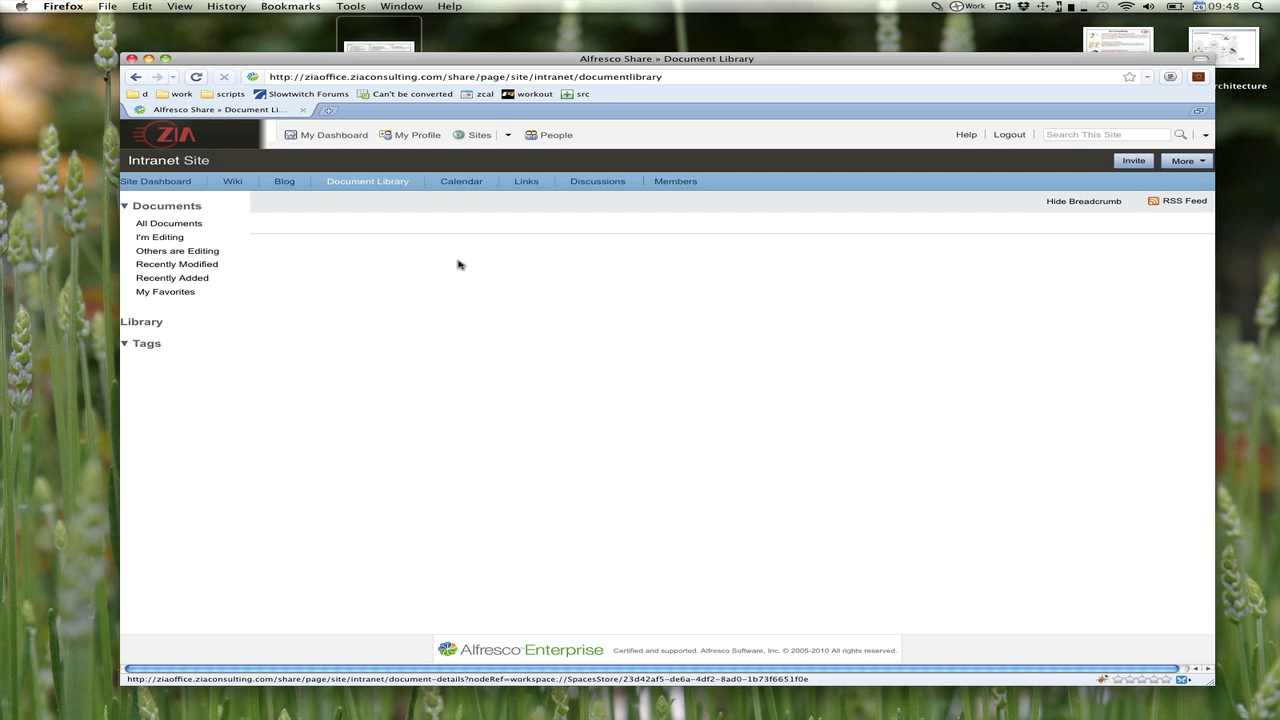 Firefox File Edit View History Bookmarks Tools Window Help Work 26 09:48
rchitecture
Alfresco Share » Document Library
http://ziaoffice.ziaconsulting.com/share/page/site/intranet/documentlibrary
d work scripts Slowtwitch Forums Can't be converted zcal workout src
Alfresco Share » Document Li...
ZIA My Dashboard My Profile Sites People Help Logout Search This Site
Intranet Site Invite More
Site Dashboard Wiki Blog Document Library Calendar Links Discussions Members
Documents Hide Breadcrumb RSS Feed
All Documents
I'm Editing
Others are Editing
Recently Modified
Recently Added
My Favorites
Library
Tags
Alfresco Enterprise Certified and supported. Alfresco Software, Inc. © 2005-2010 All rights reserved.
http://ziaoffice.ziaconsulting.com/share/page/site/intranet/document-details?nodeRef=workspace://SpacesStore/23d42af5-de6a-4df2-8ad0-1b73f6651f0e